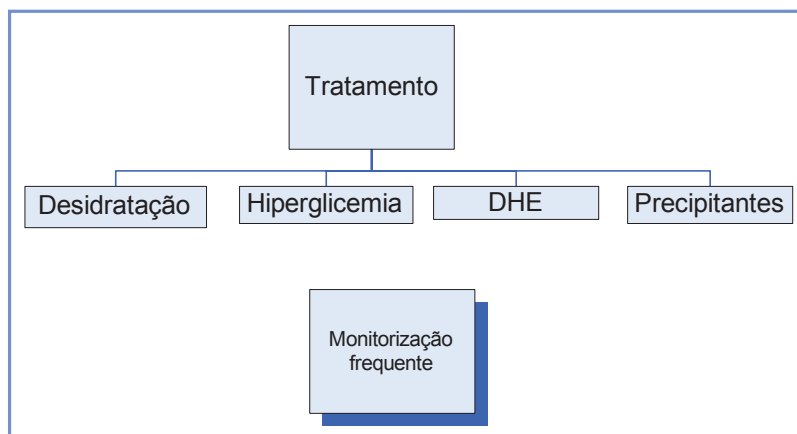 Tratamento
Desidratação
Hiperglicemia
DHE
Precipitantes
Monitorização
frequente